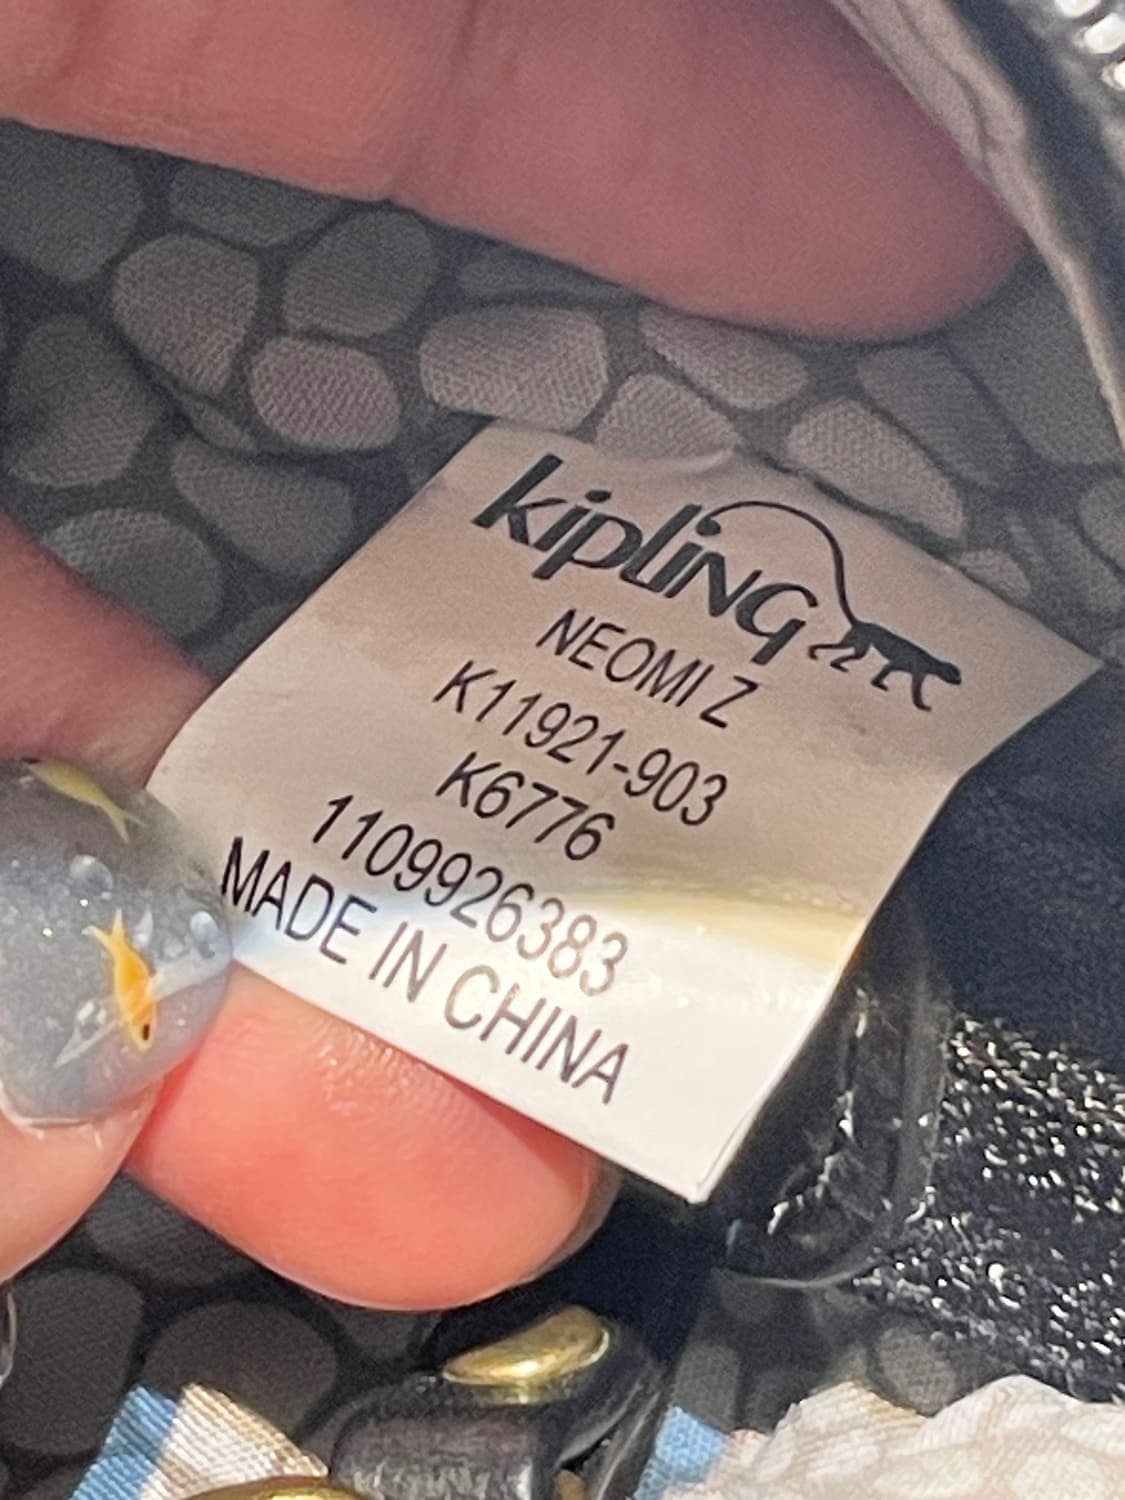 kipling
NEOMI Z
K11921-903
K6776
1109926383
MADE IN CHINA